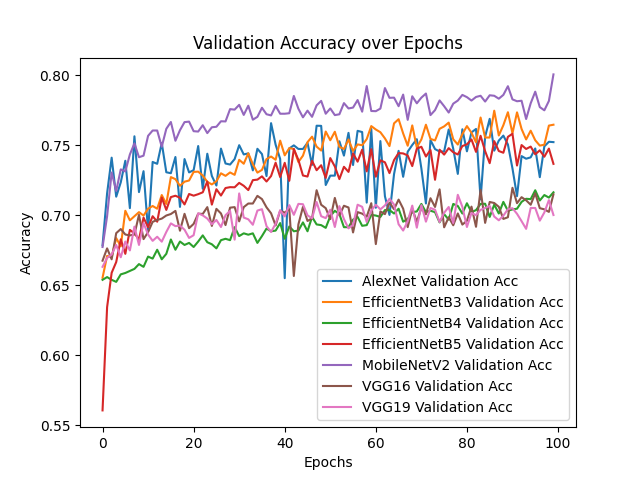 Validation Accuracy over Epochs
Accuracy
0.80
0.75
0.70
0.65
0.60
0.55
0
20
40
60
80
100
Epochs
AlexNet Validation Acc
EfficientNetB3 Validation Acc
EfficientNetB4 Validation Acc
EfficientNetB5 Validation Acc
MobileNetV2 Validation Acc
VGG16 Validation Acc
VGG19 Validation Acc